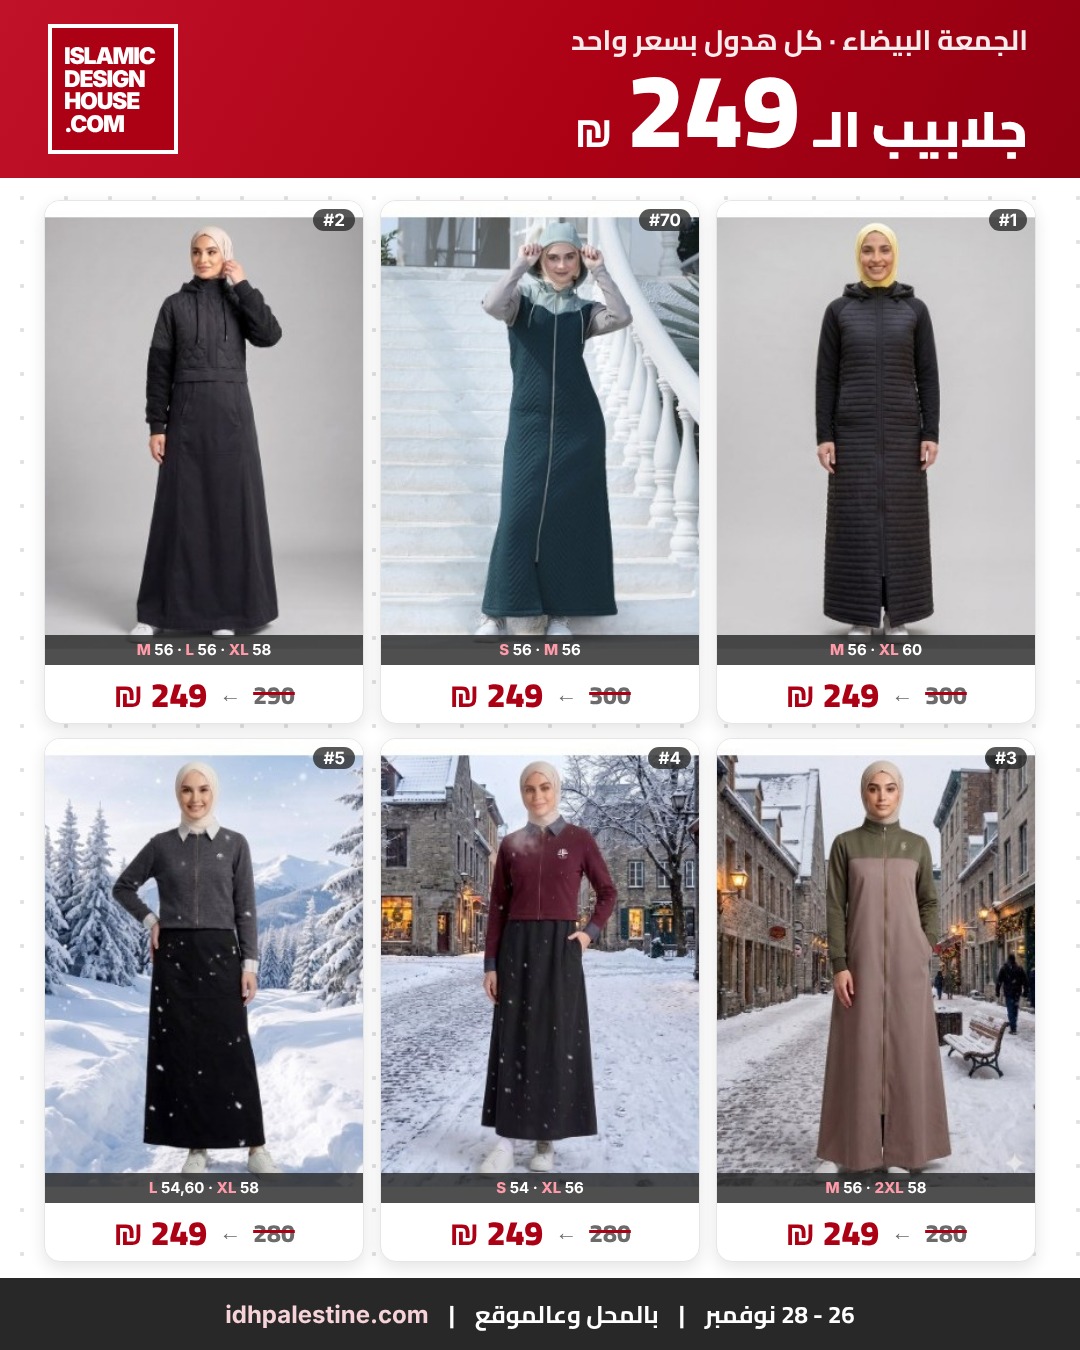 الجمعة البيضاء · كل هدول بسعر واحد
جلابيب الـ 249 ₪
ISLAMIC
DESIGN
HOUSE
.COM
#1
M 56 · XL 60
300 ← 249 ₪
#70
S 56 · M 56
300 ← 249 ₪
#2
M 56 · L 56 · XL 58
290 ← 249 ₪
#3
M 56 · 2XL 58
280 ← 249 ₪
#4
S 54 · XL 56
280 ← 249 ₪
#5
L 54,60 · XL 58
280 ← 249 ₪
26 - 28 نوفمبر | بالمحل وعالموقع | idhpalestine.com